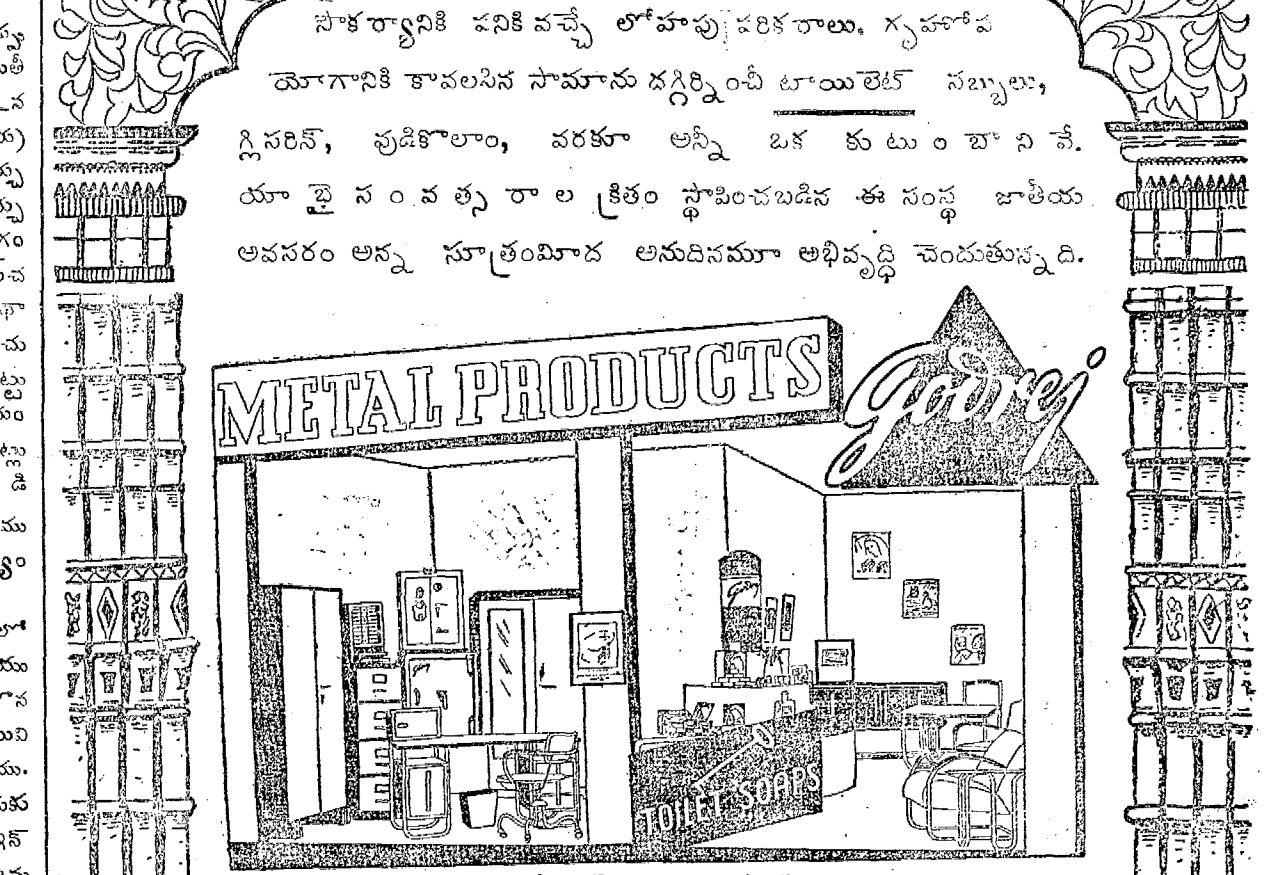 సౌకర్యానికి పనికి వచ్చే లోహపు పరికరాలు. గృహోప
యోగానికి కావలసిన సామాను దగ్గిర్నించీ టాయిలెట్ సబ్బులు,
గ్లిసరిన్, వుడికొలాం, వరకూ అన్నీ ఒక కుటుంబానివే.
యాభై సంవత్సరాల క్రితం స్థాపించబడిన ఈ సంస్థ జాతీయ
అవసరం అన్న సూత్రంమీద అనుదినమూ అభివృద్ధి చెందుతున్నది.
METAL PRODUCTS
Godrej
TOILET SOAPS